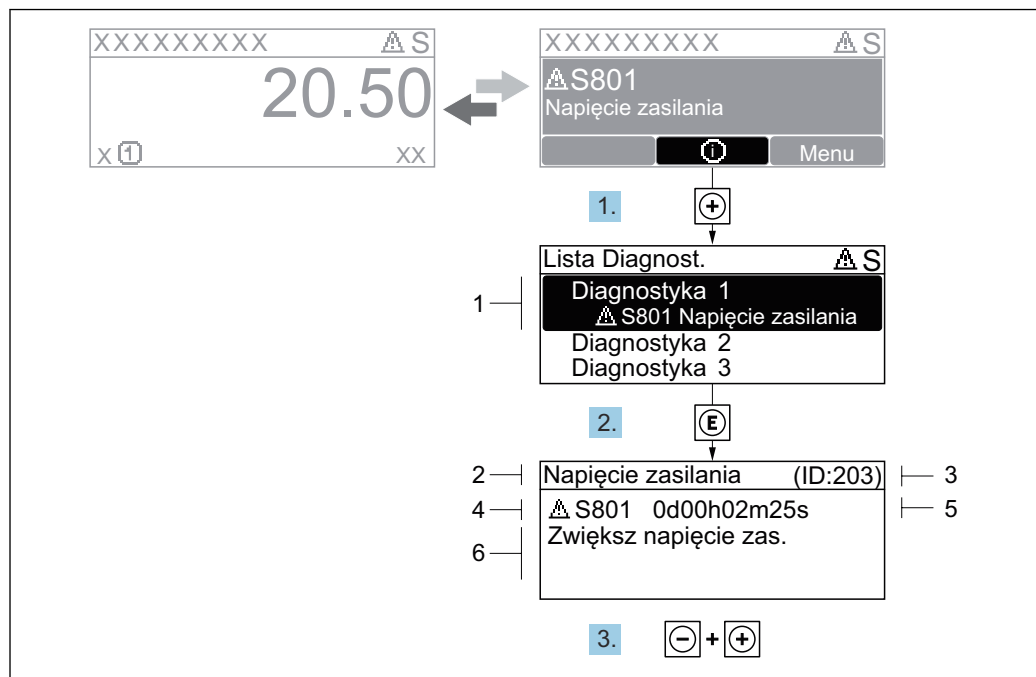 XXXXXXXXX ⚠ S
20.50
X 1 XX
XXXXXXXXX ⚠ S
⚠ S801
Napięcie zasilania
i Menu
1. +
Lista Diagnost. ⚠ S
1 Diagnostyka 1
⚠ S801 Napięcie zasilania
Diagnostyka 2
Diagnostyka 3
2. E
2 Napięcie zasilania (ID:203) 3
4 ⚠ S801 0d00h02m25s 5
6 Zwiększ napięcie zas.
3. - + +